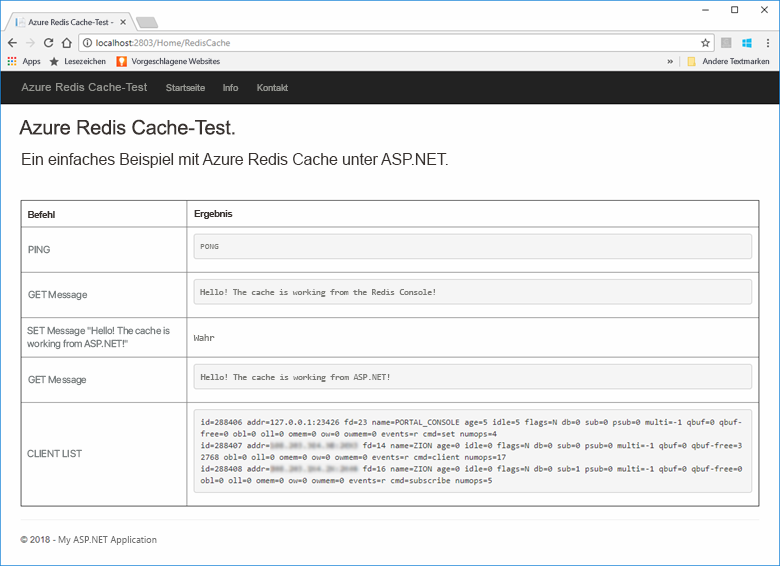 Azure Redis Cache-Test -
localhost:2803/Home/RedisCache
Apps Lesezeichen Vorgeschlagene Websites » Andere Textmarken
Azure Redis Cache-Test Startseite Info Kontakt
Azure Redis Cache-Test.
Ein einfaches Beispiel mit Azure Redis Cache unter ASP.NET.
Befehl Ergebnis
PING PONG
GET Message Hello! The cache is working from the Redis Console!
SET Message "Hello! The cache is
working from ASP.NET!"
Wahr
GET Message Hello! The cache is working from ASP.NET!
CLIENT LIST
id=288406 addr=127.0.0.1:23426 fd=23 name=PORTAL_CONSOLE age=5 idle=5 flags=N db=0 sub=0 psub=0 multi=-1 qbuf=0 qbuf-
free=0 obl=0 oll=0 omem=0 ow=0 owmem=0 events=r cmd=set numops=4
id=288407 addr= fd=14 name=ZION age=0 idle=0 flags=N db=0 sub=0 psub=0 multi=-1 qbuf=0 qbuf-free=3
2768 obl=0 oll=0 omem=0 ow=0 owmem=0 events=r cmd=client numops=17
id=288408 addr= fd=16 name=ZION age=0 idle=0 flags=N db=0 sub=1 psub=0 multi=-1 qbuf=0 qbuf-free=0
obl=0 oll=0 omem=0 ow=0 owmem=0 events=r cmd=subscribe numops=5
© 2018 - My ASP.NET Application